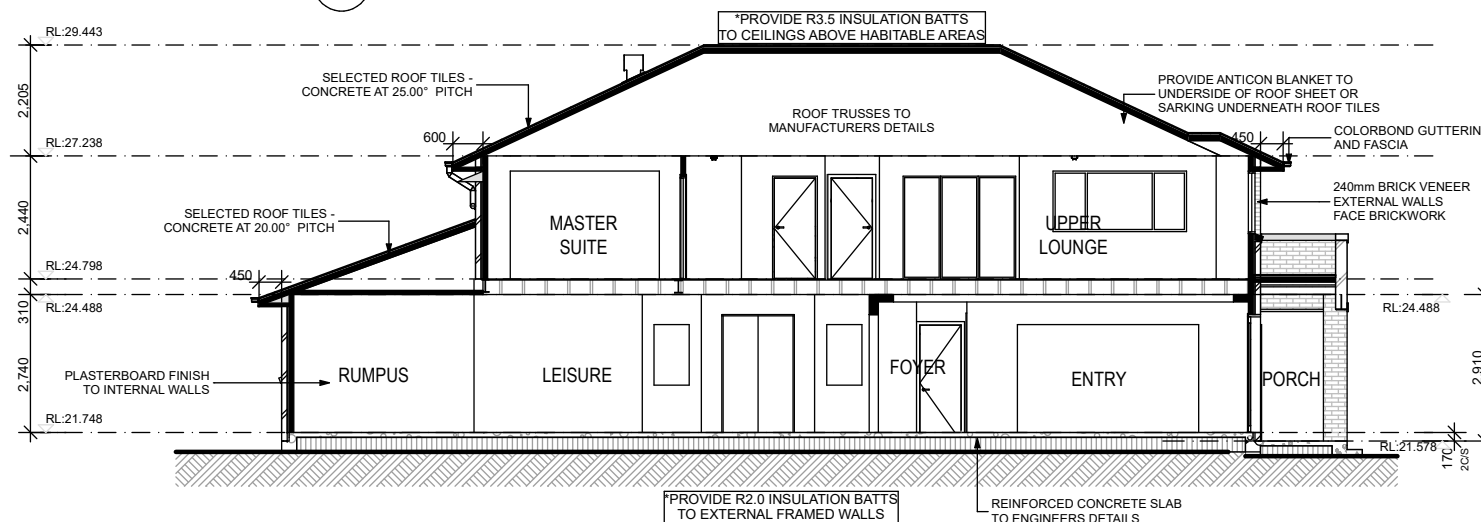 *PROVIDE R3.5 INSULATION BATTS
TO CEILINGS ABOVE HABITABLE AREAS
RL:29.443
SELECTED ROOF TILES -
CONCRETE AT 25.00° PITCH
PROVIDE ANTICON BLANKET TO
UNDERSIDE OF ROOF SHEET OR
SARKING UNDERNEATH ROOF TILES
2,205
ROOF TRUSSES TO
MANUFACTURERS DETAILS
600
450
COLORBOND GUTTERIN
AND FASCIA
RL:27.238
240mm BRICK VENEER
EXTERNAL WALLS
FACE BRICKWORK
2,440
SELECTED ROOF TILES -
CONCRETE AT 20.00° PITCH
MASTER
SUITE
UPPER
LOUNGE
RL:24.798
450
310
RL:24.488
RL:24.488
2,740
PLASTERBOARD FINISH
TO INTERNAL WALLS
RUMPUS
LEISURE
FOYER
ENTRY
PORCH
2,910
RL:21.748
RL:21.578
170
2C/S
*PROVIDE R2.0 INSULATION BATTS
TO EXTERNAL FRAMED WALLS
REINFORCED CONCRETE SLAB
TO ENGINEERS DETAILS